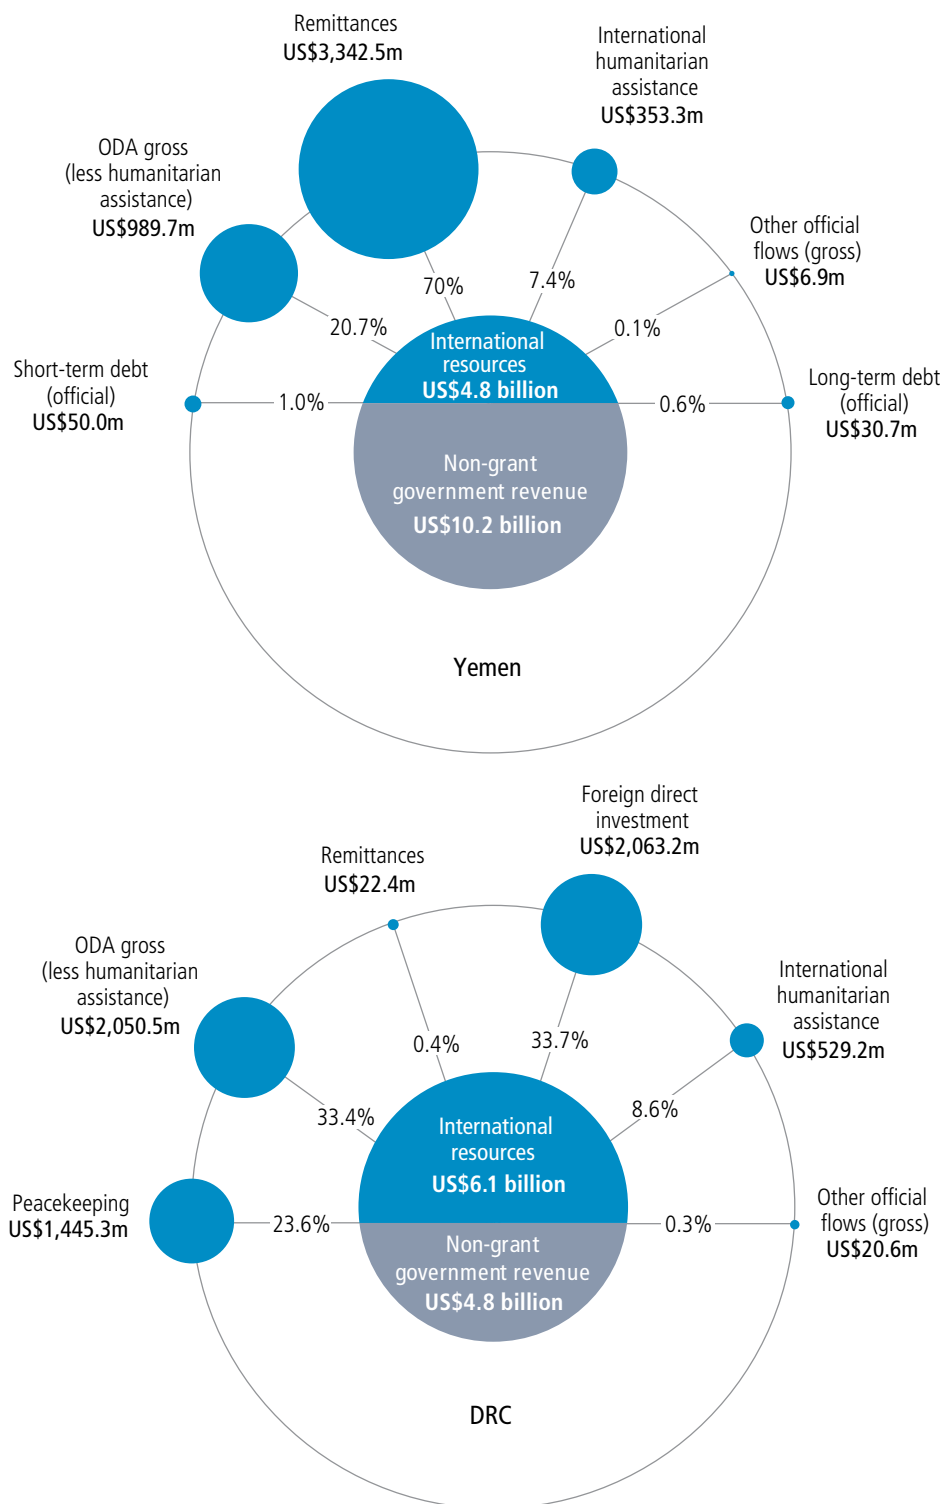 Remittances
US$3,342.5m
International
humanitarian
assistance
US$353.3m
ODA gross
(less humanitarian
assistance)
US$989.7m
Other official
flows (gross)
US$6.9m
70%
7.4%
20.7%
0.1%
Short-term debt
(official)
US$50.0m
1.0%
International
resources
US$4.8 billion
0.6%
Long-term debt
(official)
US$30.7m
Non-grant
government revenue
US$10.2 billion
Yemen
Foreign direct
investment
US$2,063.2m
Remittances
US$22.4m
ODA gross
(less humanitarian
assistance)
US$2,050.5m
International
humanitarian
assistance
US$529.2m
0.4%
33.7%
33.4%
8.6%
Peacekeeping
US$1,445.3m
23.6%
International
resources
US$6.1 billion
0.3%
Other official
flows (gross)
US$20.6m
Non-grant
government revenue
US$4.8 billion
DRC